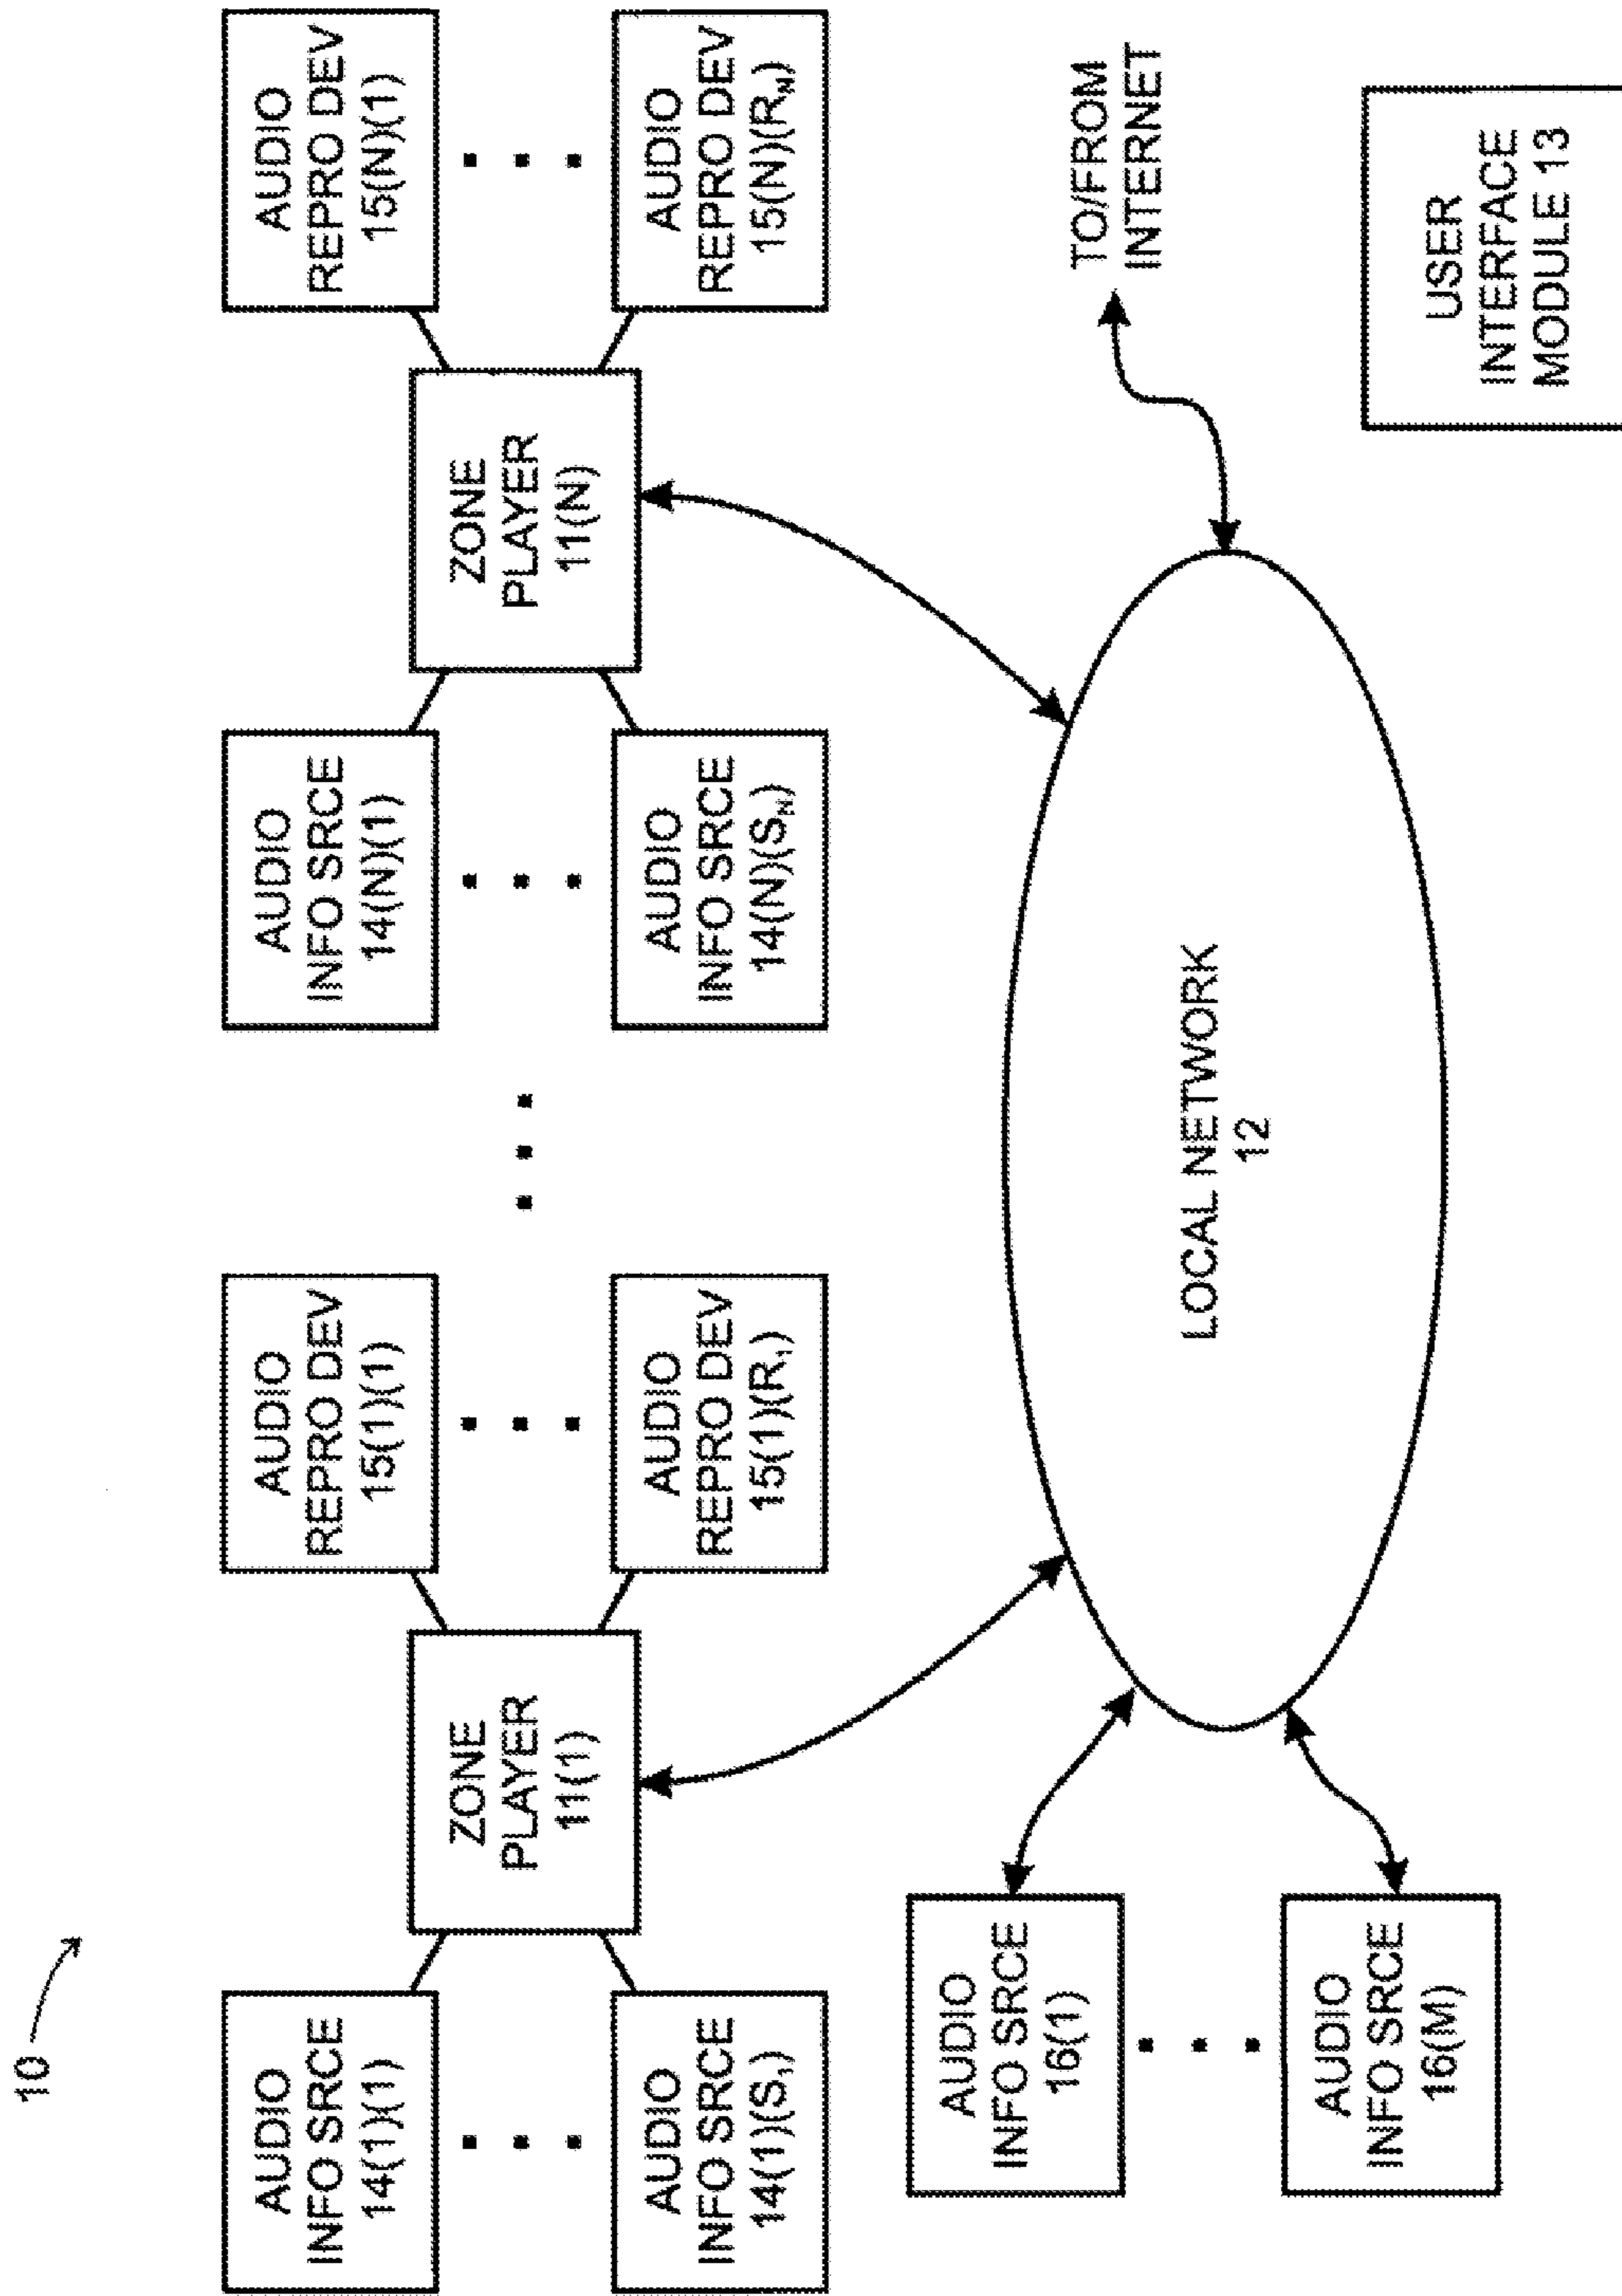 10
AUDIO
INFO SRCE
14(1)(1)
AUDIO
INFO SRCE
14(1)(S₁)
ZONE
PLAYER
11(1)
AUDIO
REPRO DEV
15(1)(1)
AUDIO
REPRO DEV
15(1)(R₁)
AUDIO
INFO SRCE
14(N)(1)
AUDIO
INFO SRCE
14(N)(S_N)
ZONE
PLAYER
11(N)
AUDIO
REPRO DEV
15(N)(1)
AUDIO
REPRO DEV
15(N)(R_N)
AUDIO
INFO SRCE
16(1)
AUDIO
INFO SRCE
16(M)
LOCAL NETWORK
12
TO/FROM
INTERNET
USER
INTERFACE
MODULE 13